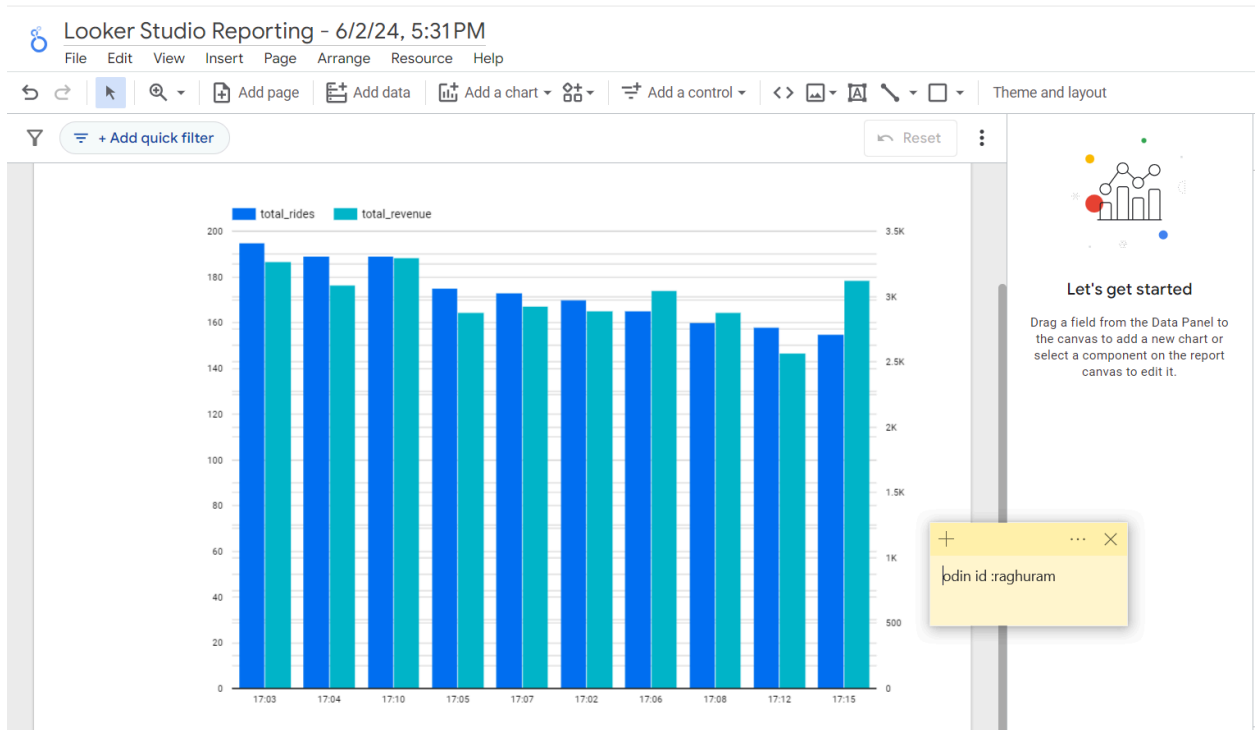 Looker Studio Reporting - 6/2/24, 5:31 PM
File Edit View Insert Page Arrange Resource Help
Add page Add data Add a chart Add a control Theme and layout
+ Add quick filter
Reset
total_rides total_revenue
200 3.5K
180
3K
160
2.5K
140
120
2K
100
1.5K
80
60
1K
40
500
20
0 0
17:03 17:04 17:10 17:05 17:07 17:02 17:06 17:08 17:12 17:15
Let's get started
Drag a field from the Data Panel to
the canvas to add a new chart or
select a component on the report
canvas to edit it.
odin id :raghuram